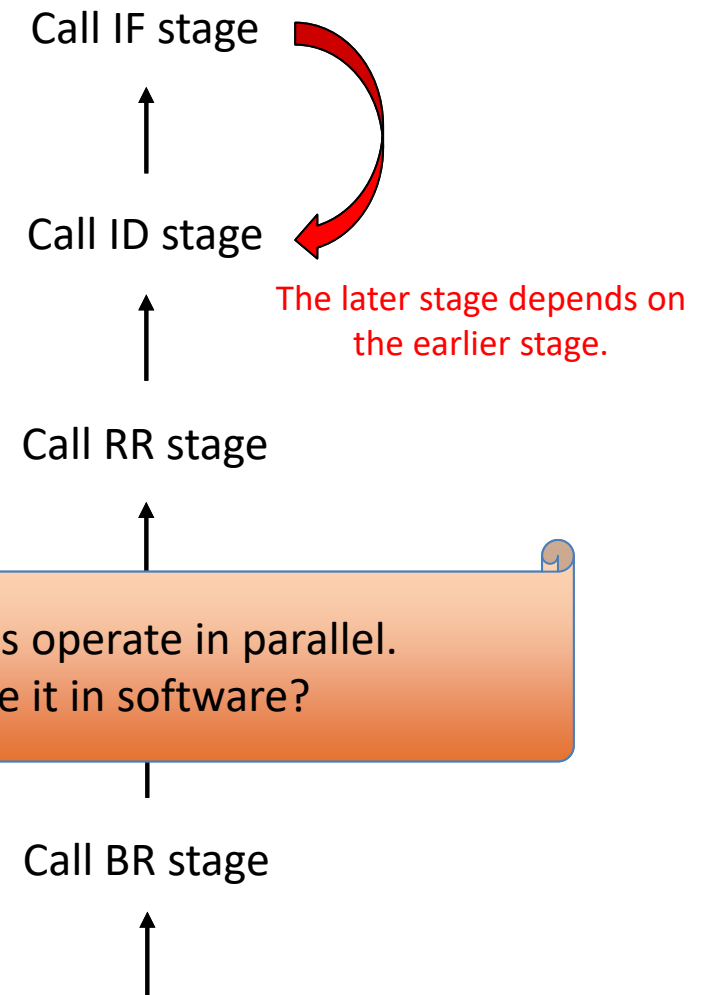 Call IF stage
Call ID stage
The later stage depends on
the earlier stage.
Call RR stage
s operate in parallel.
e it in software?
Call BR stage